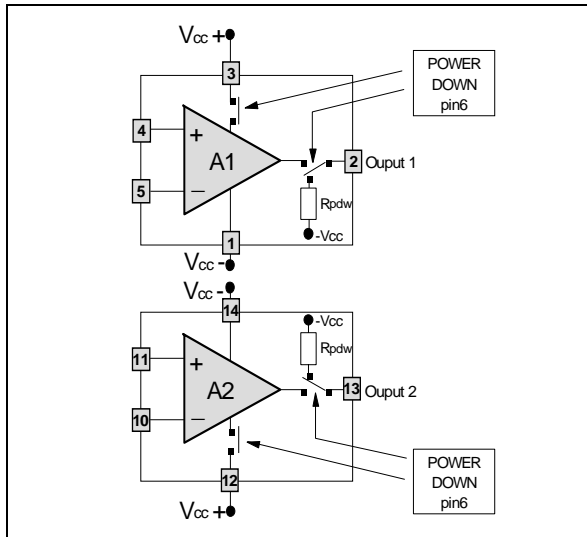 Vcc +
3
POWER
DOWN
pin6
4
+
A1
2 Ouput 1
5
−
Rpdw
-Vcc
1
Vcc -
Vcc -
14
-Vcc
Rpdw
11
+
A2
13 Ouput 2
10
−
POWER
DOWN
pin6
12
Vcc +